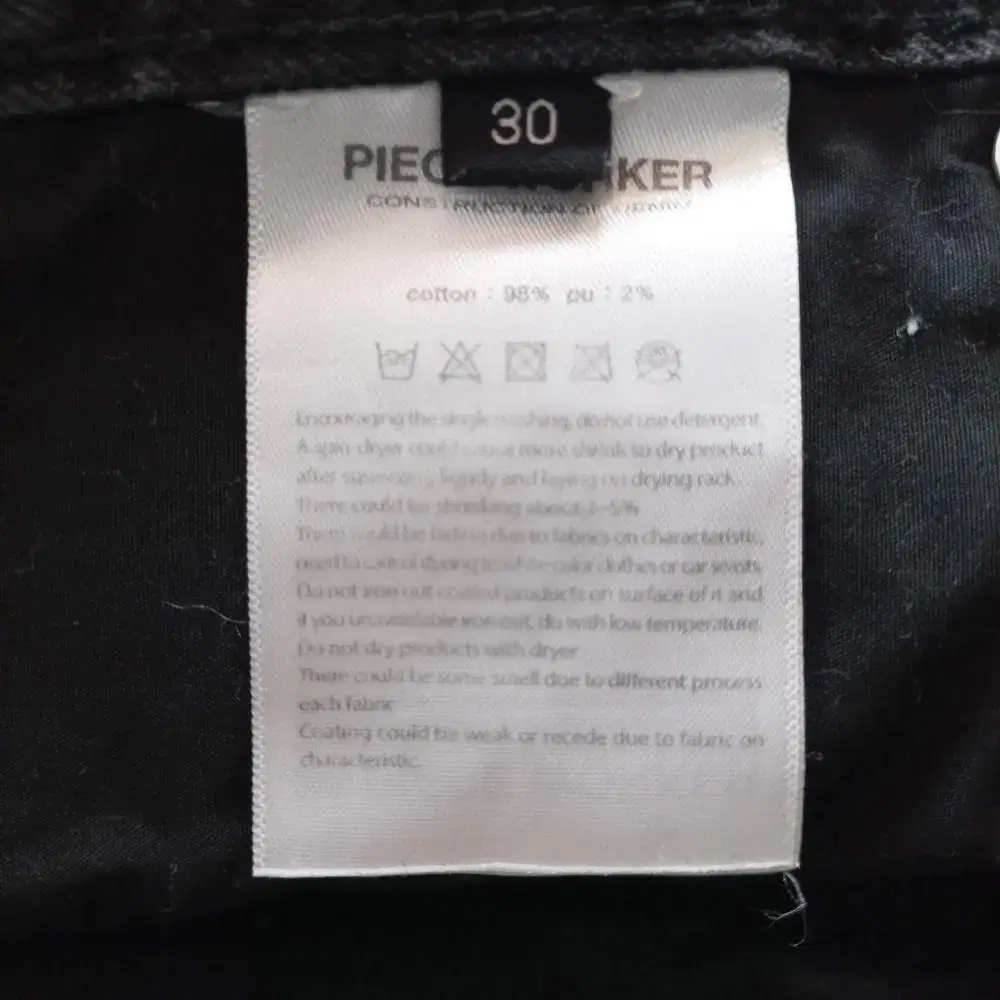 30
PIEC KER
CONSTRUCTION OF DENIM
cotton : 98% pu : 2%
Encouraging the single washing, do not use detergent.
A spin-dryer could more shrink so dry product
after lightly and laying on drying rack
There could be shrinking about 3~5%
There could be fading due to fabrics on characteristic,
need to of dyeing to color clothes or car seats
Do not iron out coated products on surface of it and
if you iron out, do with low temperature.
Do not dry products with dryer
There could be some smell due to different process
each fabric
Coating could be weak or recede due to fabric on
characteristic.